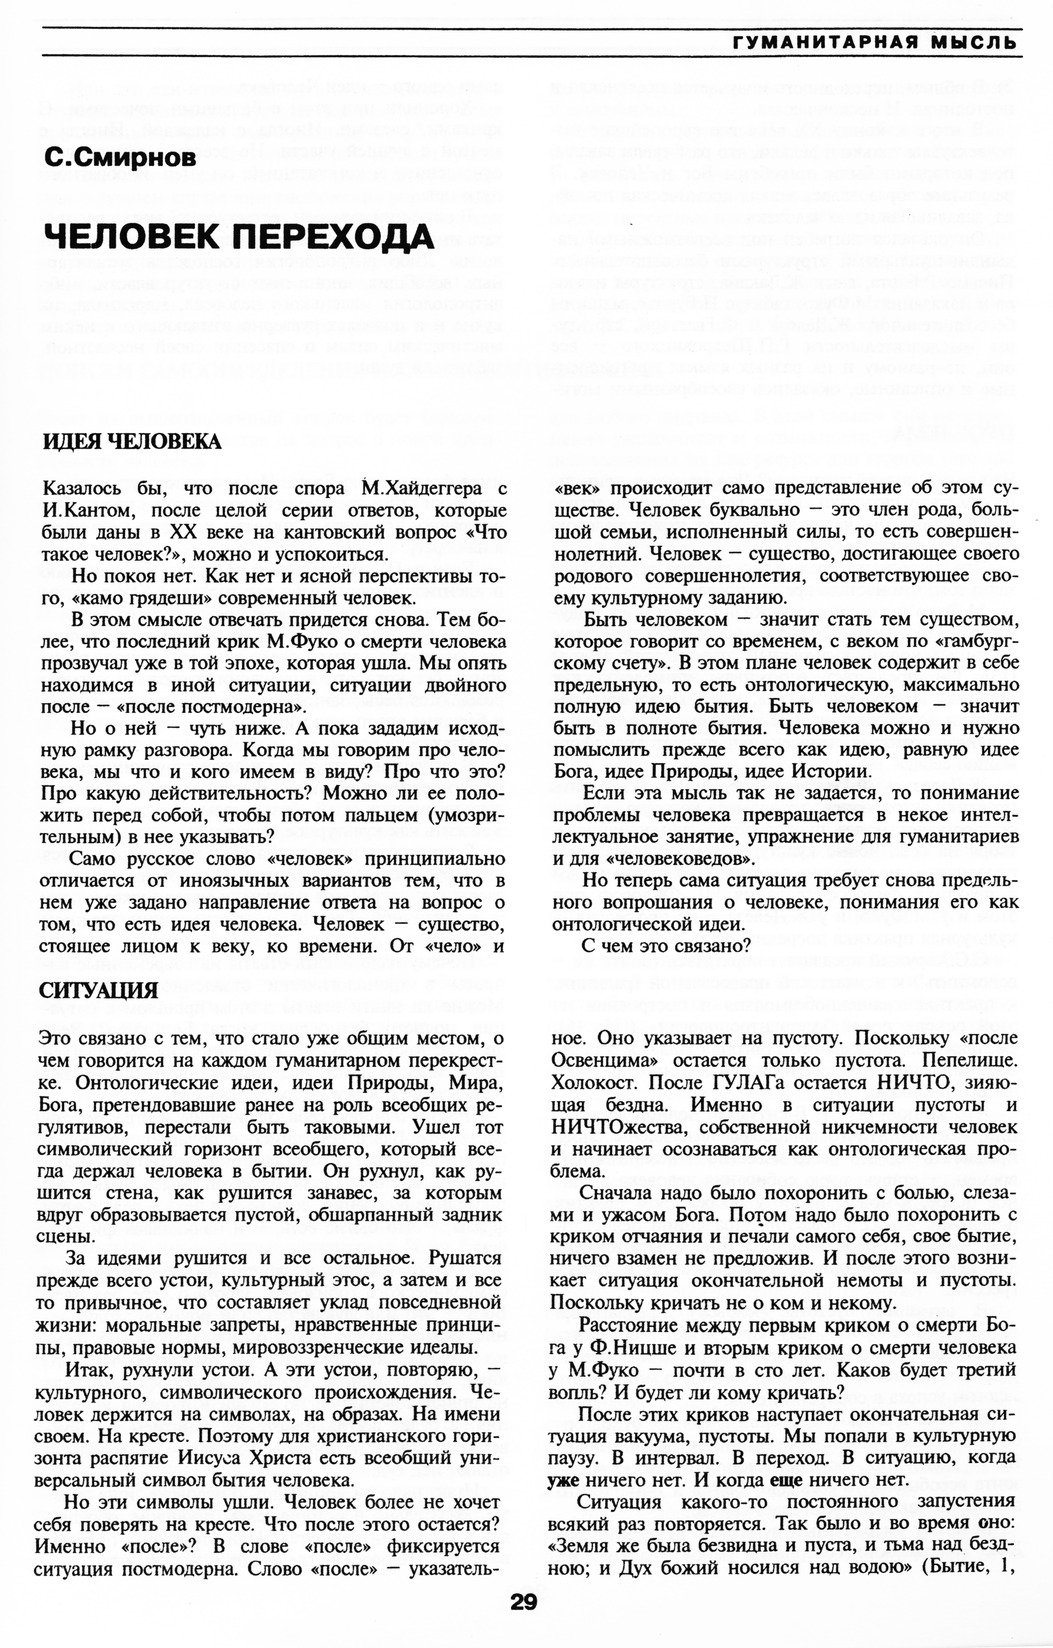 ГУМАНИТАРНАЯ МЫСЛЬ
С.Смирнов
ЧЕЛОВЕК ПЕРЕХОДА
ИДЕЯ ЧЕЛОВЕКА
Казалось бы, что после спора М.Хайдеггера с
И.Кантом, после целой серии ответов, которые
были даны в XX веке на кантовский вопрос «Что
такое человек?», можно и успокоиться.
Но покоя нет. Как нет и ясной перспективы то-
го, «камо грядеши» современный человек.
В этом смысле отвечать придется снова. Тем бо-
лее, что последний крик М.Фуко о смерти человека
прозвучал уже в той эпохе, которая ушла. Мы опять
находимся в иной ситуации, ситуации двойного
после — «после постмодерна».
Но о ней — чуть ниже. А пока зададим исход-
ную рамку разговора. Когда мы говорим про чело-
века, мы что и кого имеем в виду? Про что это?
Про какую действительность? Можно ли ее поло-
жить перед собой, чтобы потом пальцем (умозри-
тельным) в нее указывать?
Само русское слово «человек» принципиально
отличается от иноязычных вариантов тем, что в
нем уже задано направление ответа на вопрос о
том, что есть идея человека. Человек — существо,
стоящее лицом к веку, ко времени. От «чело» и
«век» происходит само представление об этом су-
ществе. Человек буквально — это член рода, боль-
шой семьи, исполненный силы, то есть совершен-
нолетний. Человек — существо, достигающее своего
родового совершеннолетия, соответствующее сво-
ему культурному заданию.
Быть человеком — значит стать тем существом,
которое говорит со временем, с веком по «гамбург-
скому счету». В этом плане человек содержит в себе
предельную, то есть онтологическую, максимально
полную идею бытия. Быть человеком — значит
быть в полноте бытия. Человека можно и нужно
помыслить прежде всего как идею, равную идее
Бога, идее Природы, идее Истории.
Если эта мысль так не задается, то понимание
проблемы человека превращается в некое интел-
лектуальное занятие, упражнение для гуманитариев
и для «человековедов».
Но теперь сама ситуация требует снова предель-
ного вопрошания о человеке, понимания его как
онтологической идеи.
С чем это связано?
СИТУАЦИЯ
Это связано с тем, что стало уже общим местом, о
чем говорится на каждом гуманитарном перекрест-
ке. Онтологические идеи, идеи Природы, Мира,
Бога, претендовавшие ранее на роль всеобщих ре-
гулятивов, перестали быть таковыми. Ушел тот
символический горизонт всеобщего, который все-
гда держал человека в бытии. Он рухнул, как ру-
шится стена, как рушится занавес, за которым
вдруг образовывается пустой, обшарпанный задник
сцены.
За идеями рушится и все остальное. Рушатся
прежде всего устои, культурный этос, а затем и все
то привычное, что составляет уклад повседневной
жизни: моральные запреты, нравственные принци-
пы, правовые нормы, мировоззренческие идеалы.
Итак, рухнули устои. А эти устои, повторяю, —
культурного, символического происхождения. Че-
ловек держится на символах, на образах. На имени
своем. На кресте. Поэтому для христианского гори-
зонта распятие Иисуса Христа есть всеобщий уни-
версальный символ бытия человека.
Но эти символы ушли. Человек более не хочет
себя поверять на кресте. Что после этого остается?
Именно «после»? В слове «после» фиксируется
ситуация постмодерна. Слово «после» — указатель-
ное. Оно указывает на пустоту. Поскольку «после
Освенцима» остается только пустота. Пепелище.
Холокост. После ГУЛАГа остается НИЧТО, зияю-
щая бездна. Именно в ситуации пустоты и
НИЧТОжества, собственной никчемности человек
и начинает осознаваться как онтологическая про-
блема.
Сначала надо было похоронить с болью, слеза-
ми и ужасом Бога. Потом надо было похоронить с
криком отчаяния и печали самого себя, свое бытие,
ничего взамен не предложив. И после этого возни-
кает ситуация окончательной немоты и пустоты.
Поскольку кричать не о ком и некому.
Расстояние между первым криком о смерти Бо-
га у Ф.Ницше и вторым криком о смерти человека
у М.Фуко — почти в сто лет. Каков будет третий
вопль? И будет ли кому кричать?
После этих криков наступает окончательная си-
туация вакуума, пустоты. Мы попали в культурную
паузу. В интервал. В переход. В ситуацию, когда
уже ничего нет. И когда еще ничего нет.
Ситуация какого-то постоянного запустения
всякий раз повторяется. Так было и во время оно:
«Земля же была безвидна и пуста, и тьма над безд-
ною; и Дух божий носился над водою» (Бытие, 1,
29